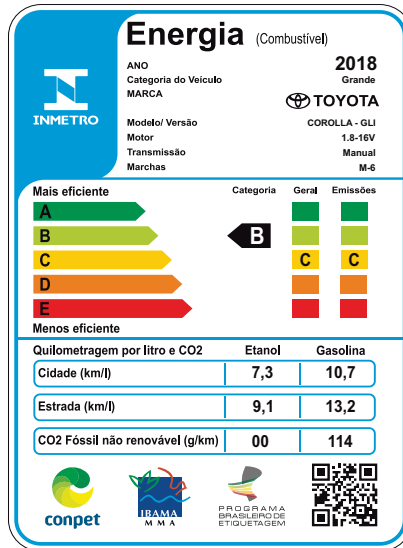 Energia (Combustível)
ANO 2018
Categoria do Veículo Grande
MARCA TOYOTA
INMETRO
Modelo/ Versão COROLLA - GLI
Motor 1.8-16V
Transmissão Manual
Marchas M-6
Mais eficiente Categoria Geral Emissões
A
B B
C C C
D
E
Menos eficiente
Quilometragem por litro e CO2 Etanol Gasolina
Cidade (km/l) 7,3 10,7
Estrada (km/l) 9,1 13,2
CO2 Fóssil não renovável (g/km) 00 114
conpet
IBAMA
MMA
PROGRAMA
BRASILEIRO DE
ETIQUETAGEM